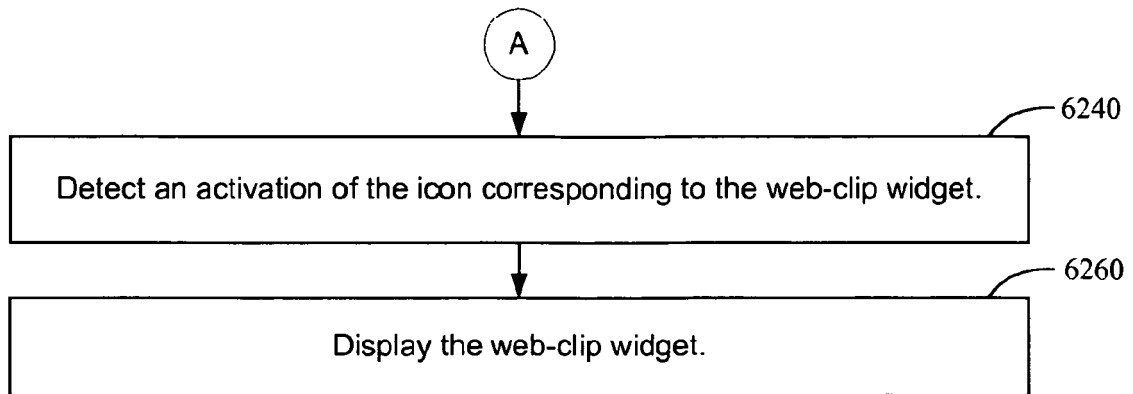 A
6240
Detect an activation of the icon corresponding to the web-clip widget.
6260
Display the web-clip widget.